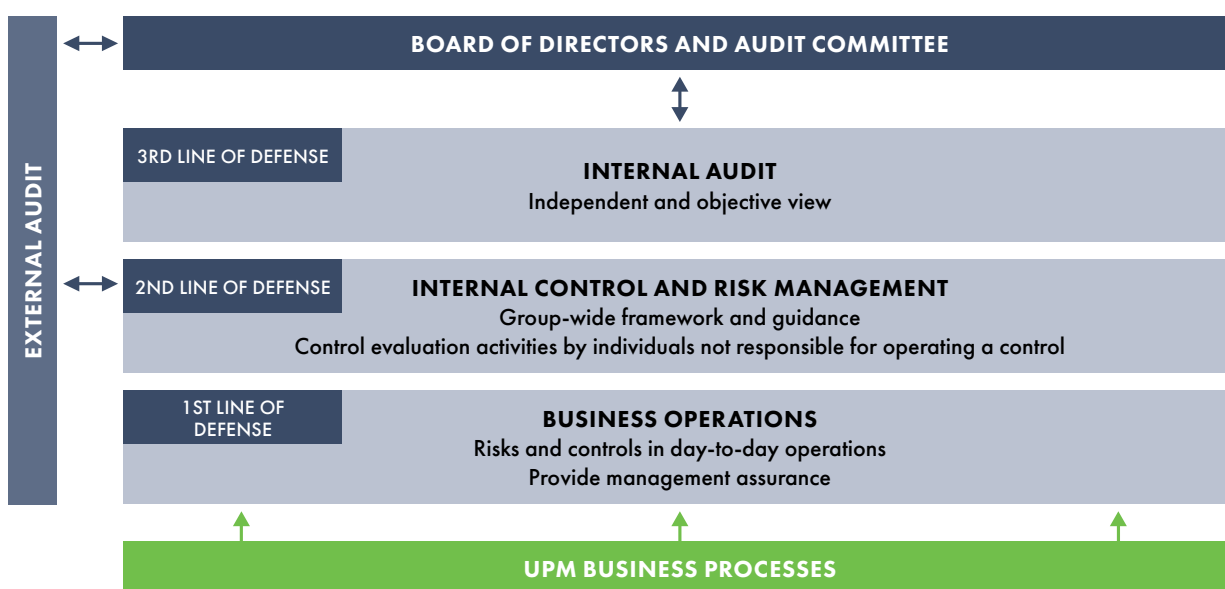 EXTERNAL AUDIT
BOARD OF DIRECTORS AND AUDIT COMMITTEE
3RD LINE OF DEFENSE
INTERNAL AUDIT
Independent and objective view
2ND LINE OF DEFENSE
INTERNAL CONTROL AND RISK MANAGEMENT
Group-wide framework and guidance
Control evaluation activities by individuals not responsible for operating a control
1ST LINE OF
DEFENSE
BUSINESS OPERATIONS
Risks and controls in day-to-day operations
Provide management assurance
UPM BUSINESS PROCESSES